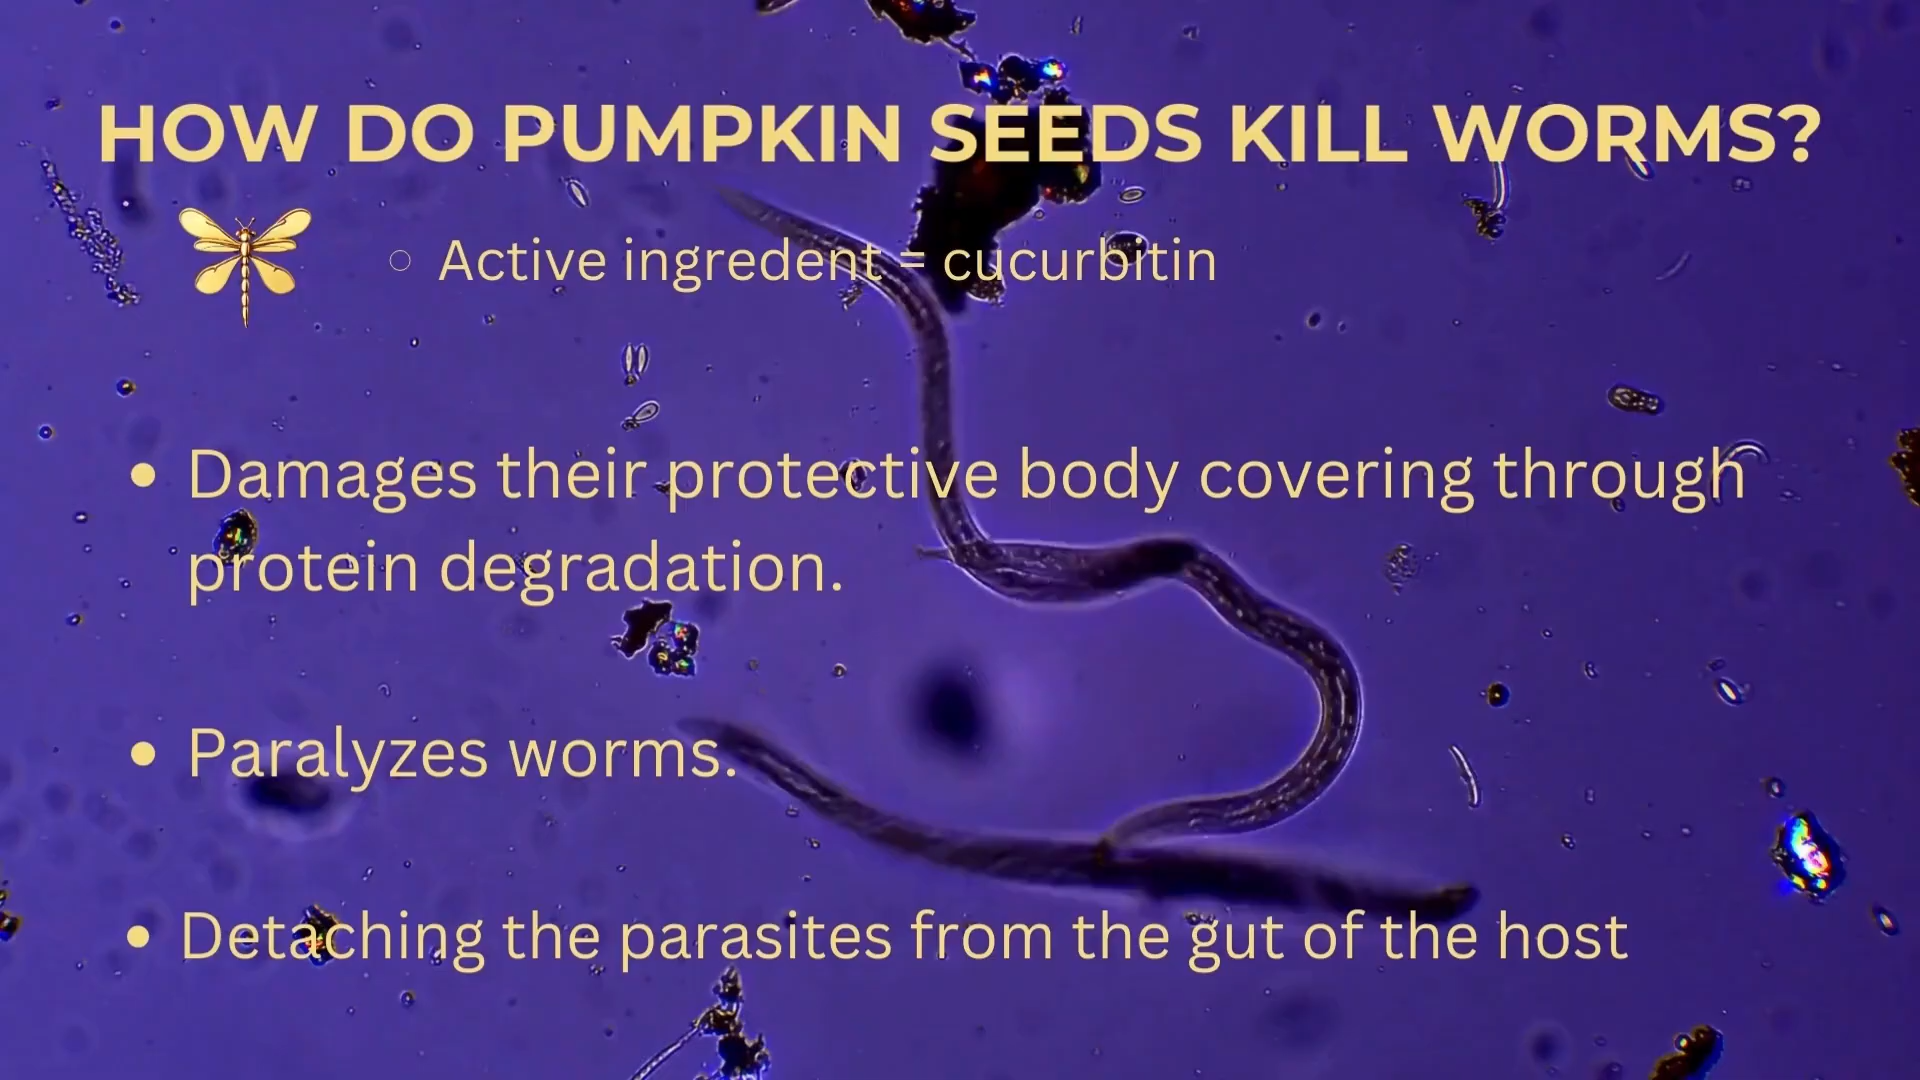 HOW DO PUMPKIN SEEDS KILL WORMS?
○ Active ingredent = cucurbitin
• Damages their protective body covering through
protein degradation.
• Paralyzes worms.
• Detaching the parasites from the gut of the host